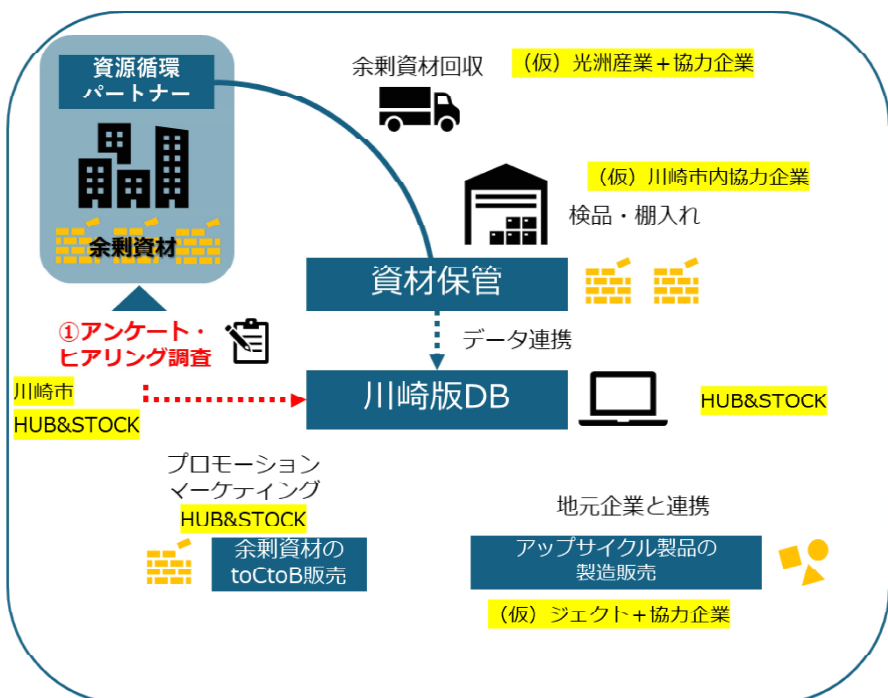 資源循環
パートナー
余剰資材
余剰資材回収
（仮）光洲産業＋協力企業
（仮）川崎市内協力企業
検品・棚入れ
資材保管
①アンケート・
ヒアリング調査
データ連携
川崎市
HUB&STOCK
川崎版DB
HUB&STOCK
プロモーション
マーケティング
HUB&STOCK
余剰資材の
toCtoB販売
地元企業と連携
アップサイクル製品の
製造販売
（仮）ジェクト＋協力企業